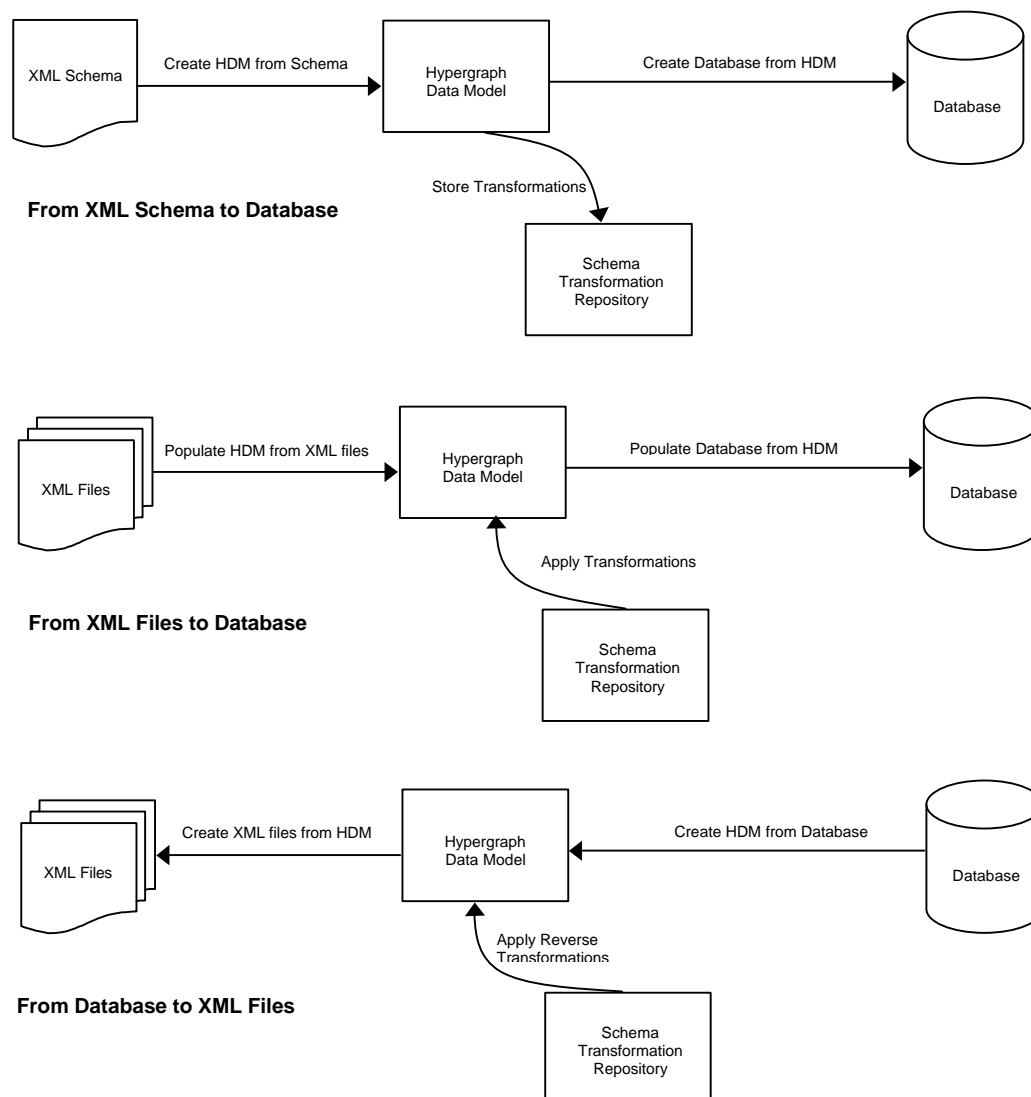 XML Schema
Create HDM from Schema
Hypergraph
Data Model
Create Database from HDM
Database
Store Transformations
From XML Schema to Database
Schema
Transformation
Repository
Populate HDM from XML files
Populate Database from HDM
XML Files
Hypergraph
Data Model
Database
Apply Transformations
From XML Files to Database
Schema
Transformation
Repository
Create XML files from HDM
Create HDM from Database
XML Files
Hypergraph
Data Model
Database
Apply Reverse
Transformations
From Database to XML Files
Schema
Transformation
Repository